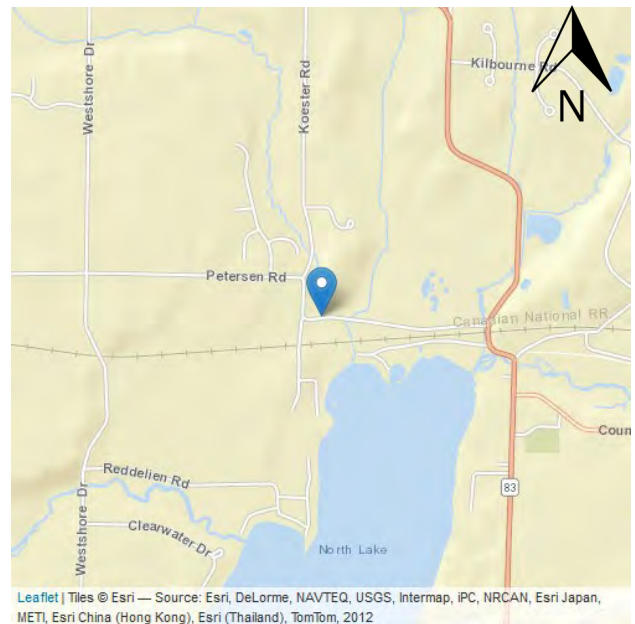 Westshore Dr
Koester Rd
Kilbourne Rd
N
Petersen Rd
Canadian National RR
Coun
Reddelien Rd
83
Westshore Dr
Clearwater Dr
North Lake
Leaflet | Tiles © Esri — Source: Esri, DeLorme, NAVTEQ, USGS, Intermap, iPC, NRCAN, Esri Japan,
METI, Esri China (Hong Kong), Esri (Thailand), TomTom, 2012